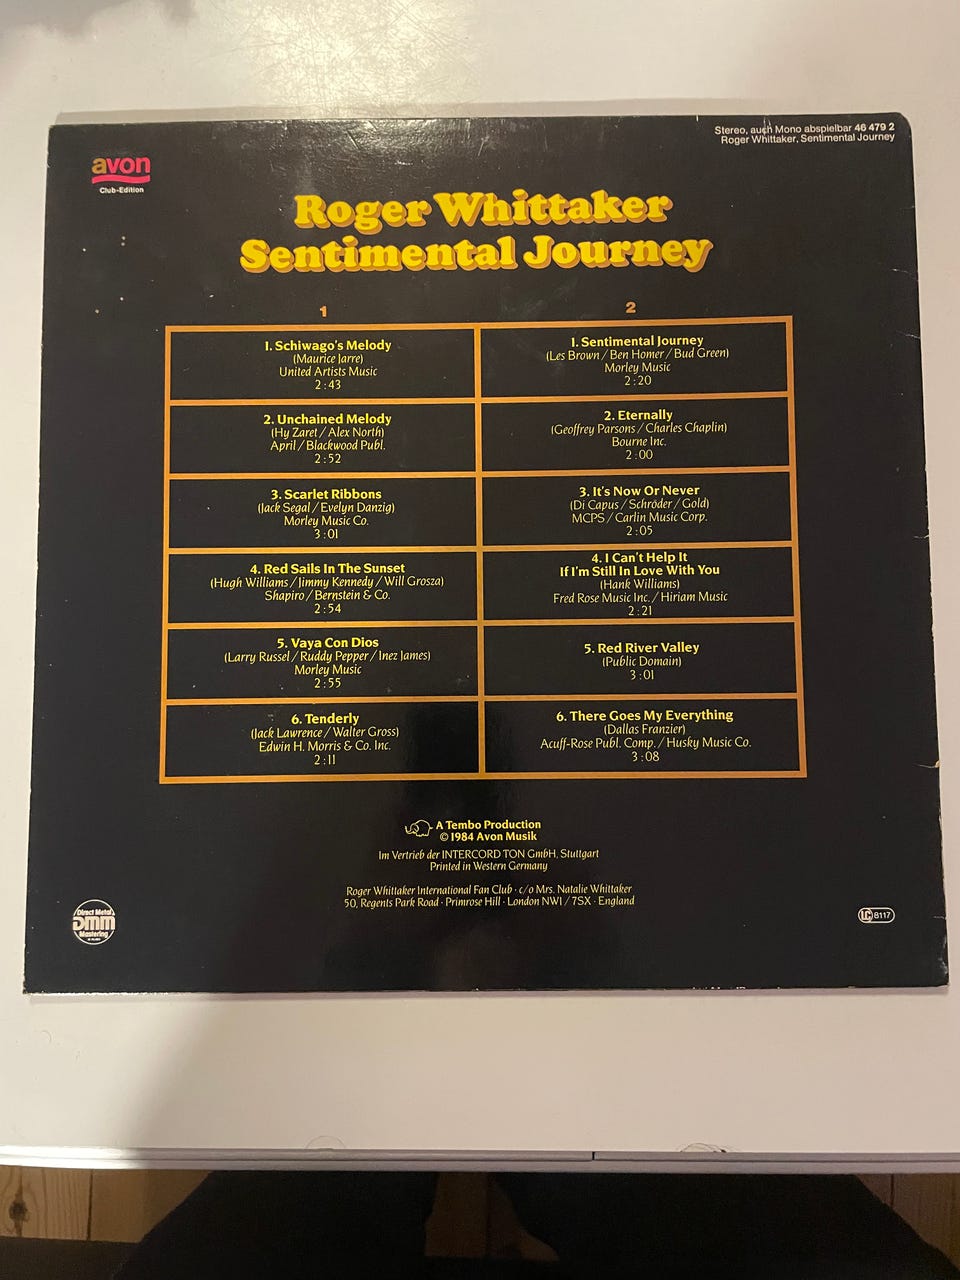 avon
Club-Edition
Stereo, auch Mono abspielbar 46 479 2
Roger Whittaker, Sentimental Journey
Roger Whittaker
Sentimental Journey
1
1. Schiwago's Melody
(Maurice Jarre)
United Artists Music
2:43
2. Unchained Melody
(Hy Zaret / Alex North)
April / Blackwood Publ.
2:52
3. Scarlet Ribbons
(Jack Segal / Evelyn Danzig)
Morley Music Co.
3:01
4. Red Sails In The Sunset
(Hugh Williams / Jimmy Kennedy / Will Grosza)
Shapiro / Bernstein & Co.
2:54
5. Vaya Con Dios
(Larry Russel / Ruddy Pepper / Inez James)
Morley Music
2:55
6. Tenderly
(Jack Lawrence / Walter Gross)
Edwin H. Morris & Co. Inc.
2:11
2
1. Sentimental Journey
(Les Brown / Ben Homer / Bud Green)
Morley Music
2:20
2. Eternally
(Geoffrey Parsons / Charles Chaplin)
Bourne Inc.
2:00
3. It's Now Or Never
(Di Capus / Schröder / Gold)
MCPS / Carlin Music Corp.
2:05
4. I Can't Help It
If I'm Still In Love With You
(Hank Williams)
Fred Rose Music Inc. / Hiriam Music
2:21
5. Red River Valley
(Public Domain)
3:01
6. There Goes My Everything
(Dallas Franzier)
Acuff-Rose Publ. Comp. / Husky Music Co.
3:08
A Tembo Production
© 1984 Avon Musik
Im Vertrieb der INTERCORD TON GmbH, Stuttgart
Printed in Western Germany
Roger Whittaker International Fan Club · c/o Mrs. Natalie Whittaker
50, Regents Park Road · Primrose Hill · London NW1 / 7SX · England
Direct Metal
DMM
Mastering
LC 8117